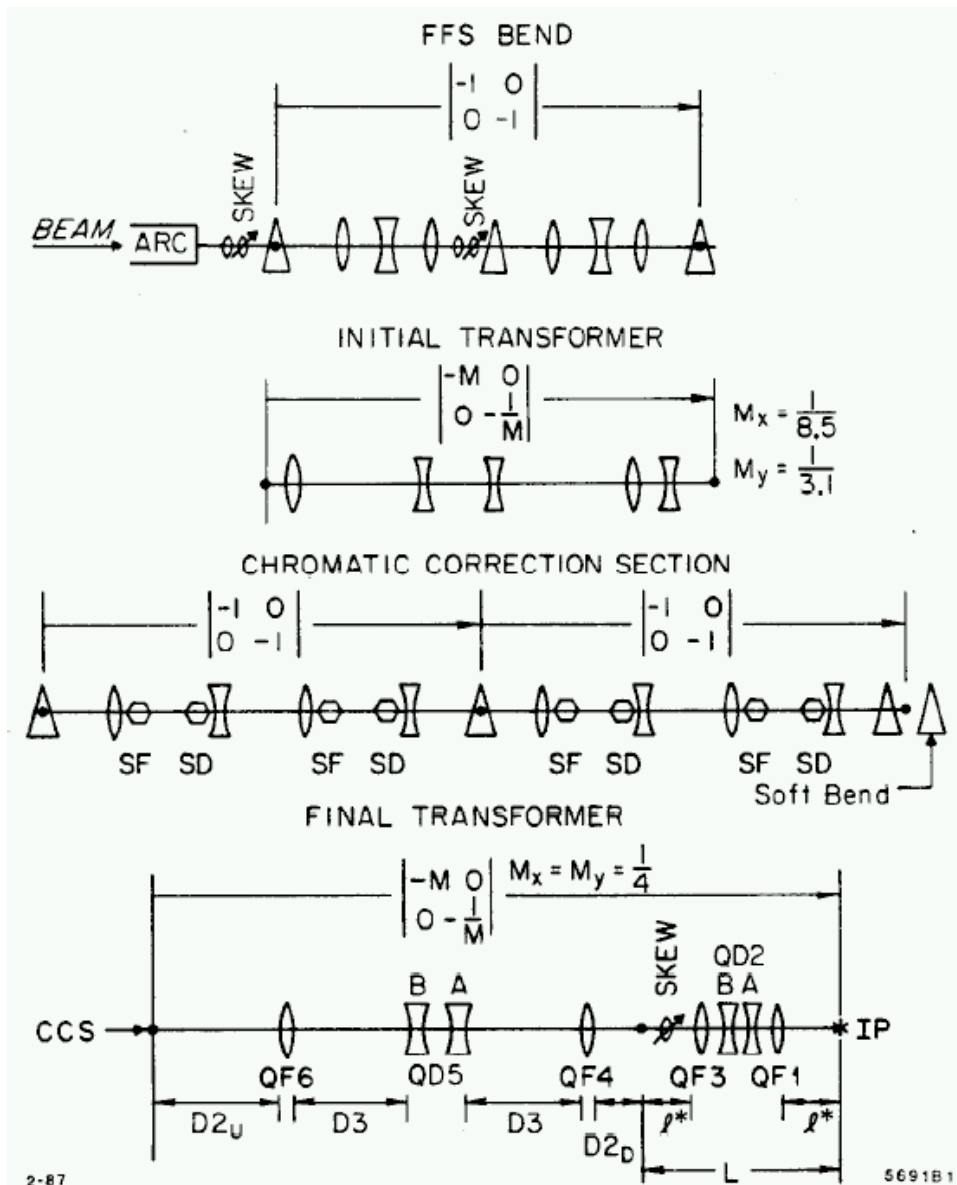 FFS BEND
|-1 0|
|0 -1|
SKEW
SKEW
BEAM
ARC
INITIAL TRANSFORMER
|-M 0|
|0 -1/M|
Mx = 1/8.5
My = 1/3.1
CHROMATIC CORRECTION SECTION
|-1 0|
|0 -1|
|-1 0|
|0 -1|
SF SD SF SD SF SD SF SD
Soft Bend
FINAL TRANSFORMER
|-M 0|
|0 -1/M|
Mx = My = 1/4
SKEW
QD2
B A
B A
CCS
* IP
QF6 QD5 QF4 QF3 QF1
D2U D3 D3 D2D ℓ* ℓ*
L
2-87
5691B1